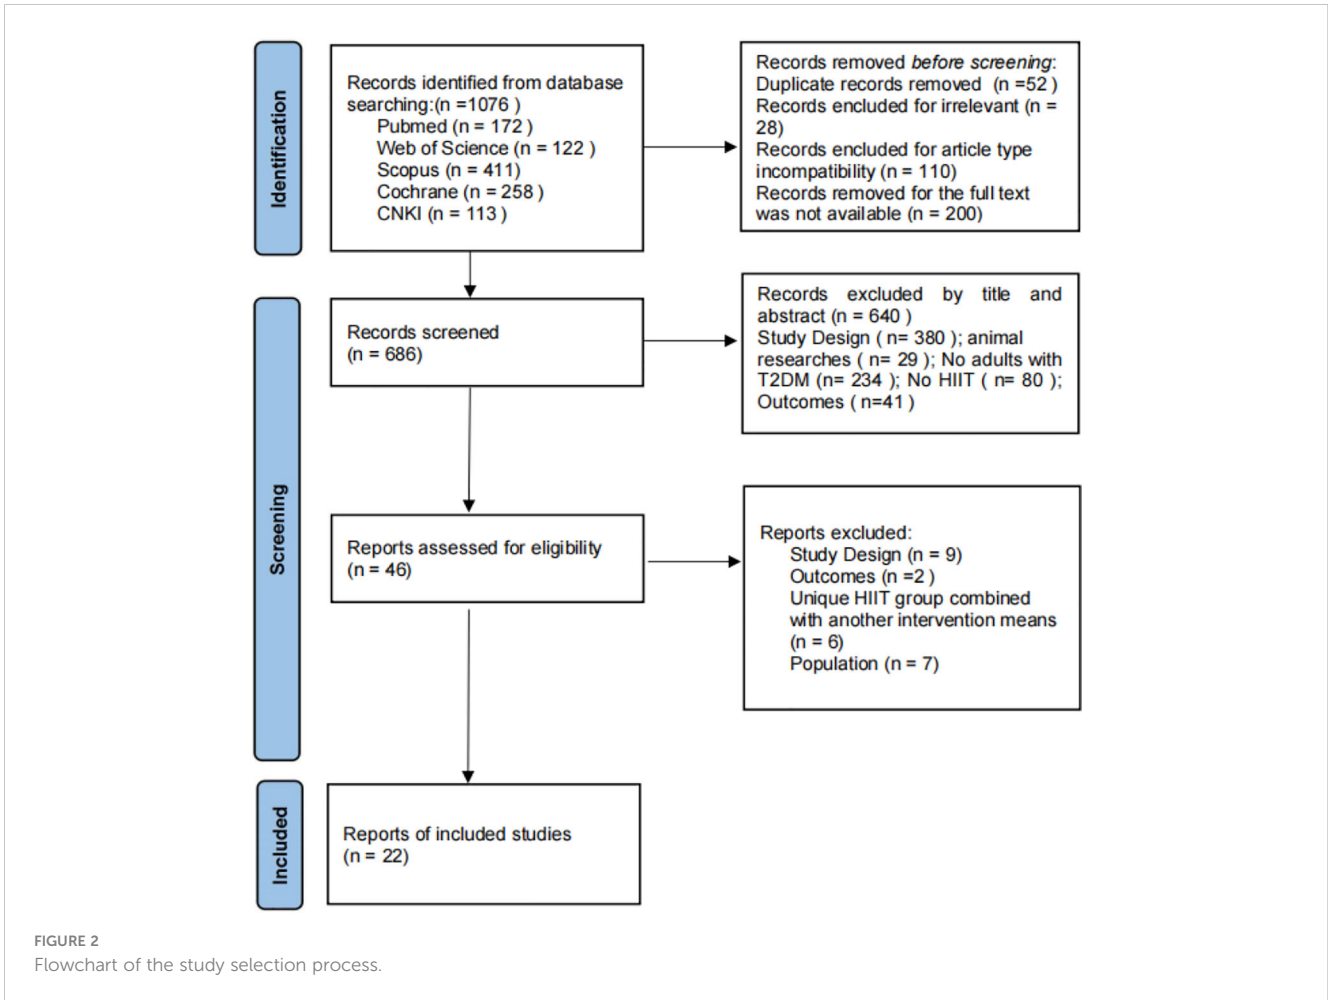 Identification
Records identified from database
searching:(n =1076 )
Pubmed (n = 172 )
Web of Science (n = 122 )
Scopus (n = 411)
Cochrane (n = 258 )
CNKI (n = 113 )
Records removed before screening:
Duplicate records removed (n =52 )
Records encluded for irrelevant (n =
28)
Records encluded for article type
incompatibility (n = 110)
Records removed for the full text
was not available (n = 200)
Screening
Records screened
(n = 686)
Records excluded by title and
abstract (n = 640 )
Study Design ( n= 380 ); animal
researches ( n= 29 ); No adults with
T2DM (n= 234 ); No HIIT ( n= 80 );
Outcomes ( n=41 )
Reports assessed for eligibility
(n = 46)
Reports excluded:
Study Design (n = 9)
Outcomes (n =2 )
Unique HIIT group combined
with another intervention means
(n = 6)
Population (n = 7)
Included
Reports of included studies
(n = 22)
FIGURE 2
Flowchart of the study selection process.